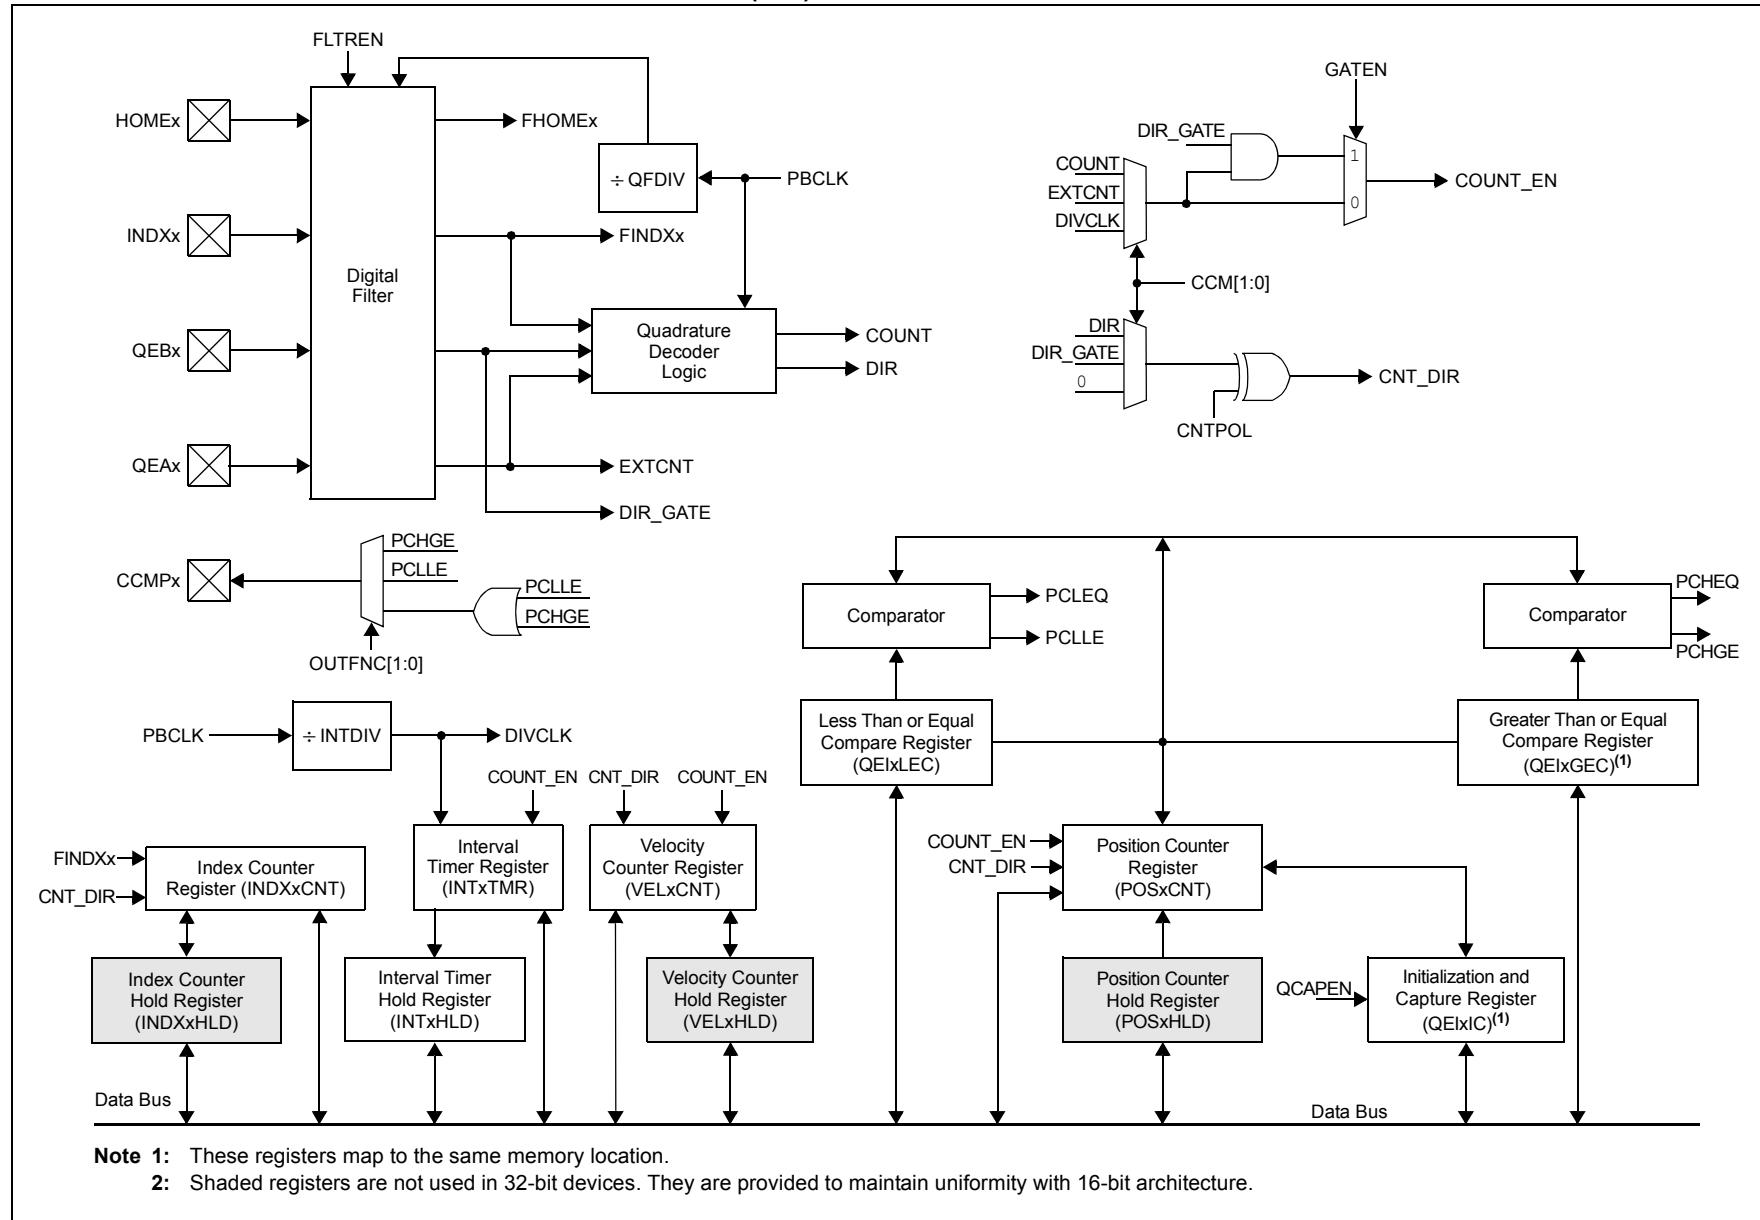 FLTREN
HOMEx
FHOMEx
÷ QFDIV
PBCLK
INDXx
FINDXx
Digital
Filter
QEBx
Quadrature
Decoder
Logic
COUNT
DIR
QEAx
EXTCNT
DIR_GATE
GATEN
DIR_GATE
COUNT
EXTCNT
DIVCLK
1
0
COUNT_EN
CCM[1:0]
DIR
DIR_GATE
0
CNT_DIR
CNTPOL
CCMPx
PCHGE
PCLLE
PCLLE
PCHGE
OUTFNC[1:0]
Comparator
PCLEQ
PCLLE
Comparator
PCHEQ
PCHGE
PBCLK
÷ INTDIV
DIVCLK
Less Than or Equal
Compare Register
(QEIxLEC)
Greater Than or Equal
Compare Register
(QEIxGEC)(1)
COUNT_EN
CNT_DIR
COUNT_EN
FINDXx
CNT_DIR
Index Counter
Register (INDXxCNT)
Interval
Timer Register
(INTxTMR)
Velocity
Counter Register
(VELxCNT)
COUNT_EN
CNT_DIR
Position Counter
Register
(POSxCNT)
Index Counter
Hold Register
(INDXxHLD)
Interval Timer
Hold Register
(INTxHLD)
Velocity Counter
Hold Register
(VELxHLD)
Position Counter
Hold Register
(POSxHLD)
QCAPEN
Initialization and
Capture Register
(QEIxIC)(1)
Data Bus
Data Bus
Note 1: These registers map to the same memory location.
2: Shaded registers are not used in 32-bit devices. They are provided to maintain uniformity with 16-bit architecture.